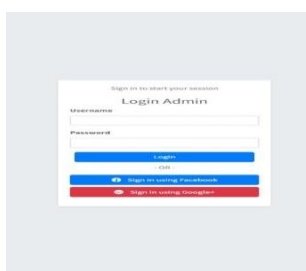 Sign in to start your session
Login Admin
Username
Password
Login
- OR -
Sign in using Facebook
Sign in using Google+